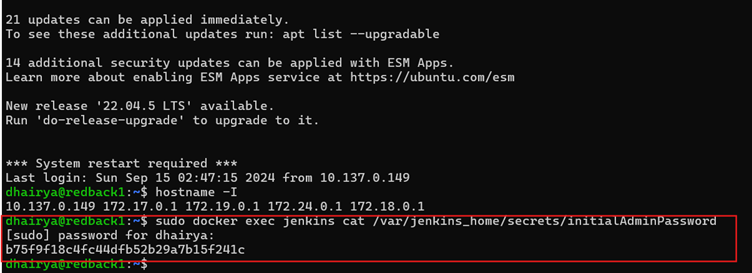 21 updates can be applied immediately.
To see these additional updates run: apt list --upgradable
14 additional security updates can be applied with ESM Apps.
Learn more about enabling ESM Apps service at https://ubuntu.com/esm
New release '22.04.5 LTS' available.
Run 'do-release-upgrade' to upgrade to it.
*** System restart required ***
Last login: Sun Sep 15 02:47:15 2024 from 10.137.0.149
dhairya@redback1:~$ hostname -I
10.137.0.149 172.17.0.1 172.19.0.1 172.24.0.1 172.18.0.1
dhairya@redback1:~$ sudo docker exec jenkins cat /var/jenkins_home/secrets/initialAdminPassword
[sudo] password for dhairya:
b75f9f18c4fc44dfb52b29a7b15f241c
dhairya@redback1:~$